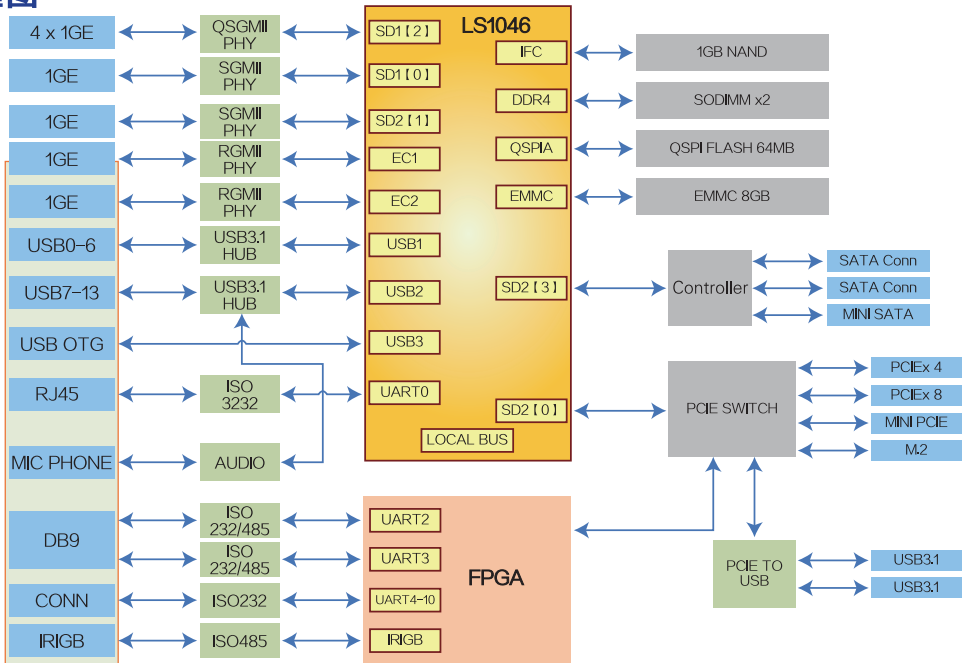 图
4 x 1GE
QSGMII
PHY
SD1【2】
LS1046
1GE
SGMII
PHY
SD1【0】
1GE
SGMII
PHY
SD2【1】
1GE
RGMII
PHY
EC1
1GE
RGMII
PHY
EC2
USB0-6
USB3.1
HUB
USB1
USB7-13
USB3.1
HUB
USB2
USB OTG
USB3
RJ45
ISO
3232
UART0
MIC PHONE
AUDIO
LOCAL BUS
IFC
1GB NAND
DDR4
SODIMM x2
QSPIA
QSPI FLASH 64MB
EMMC
EMMC 8GB
SD2【3】
Controller
SATA Conn
SATA Conn
MINI SATA
SD2【0】
PCIE SWITCH
PCIEx 4
PCIEx 8
MINI PCIE
M.2
DB9
ISO
232/485
UART2
ISO
232/485
UART3
FPGA
CONN
ISO232
UART4-10
IRIGB
ISO485
IRIGB
PCIE TO
USB
USB3.1
USB3.1